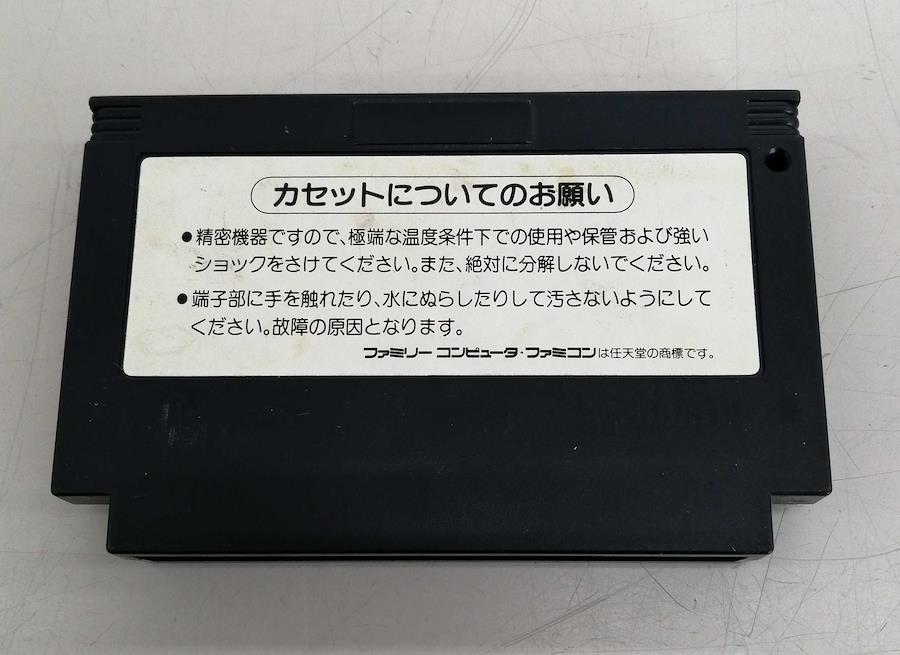 カセットについてのお願い
●精密機器ですので、極端な温度条件下での使用や保管および強い
ショックをさけてください。また、絶対に分解しないでください。
●端子部に手を触れたり、水にぬらしたりして汚さないようにして
ください。故障の原因となります。
ファミリーコンピュータ・ファミコンは任天堂の商標です。